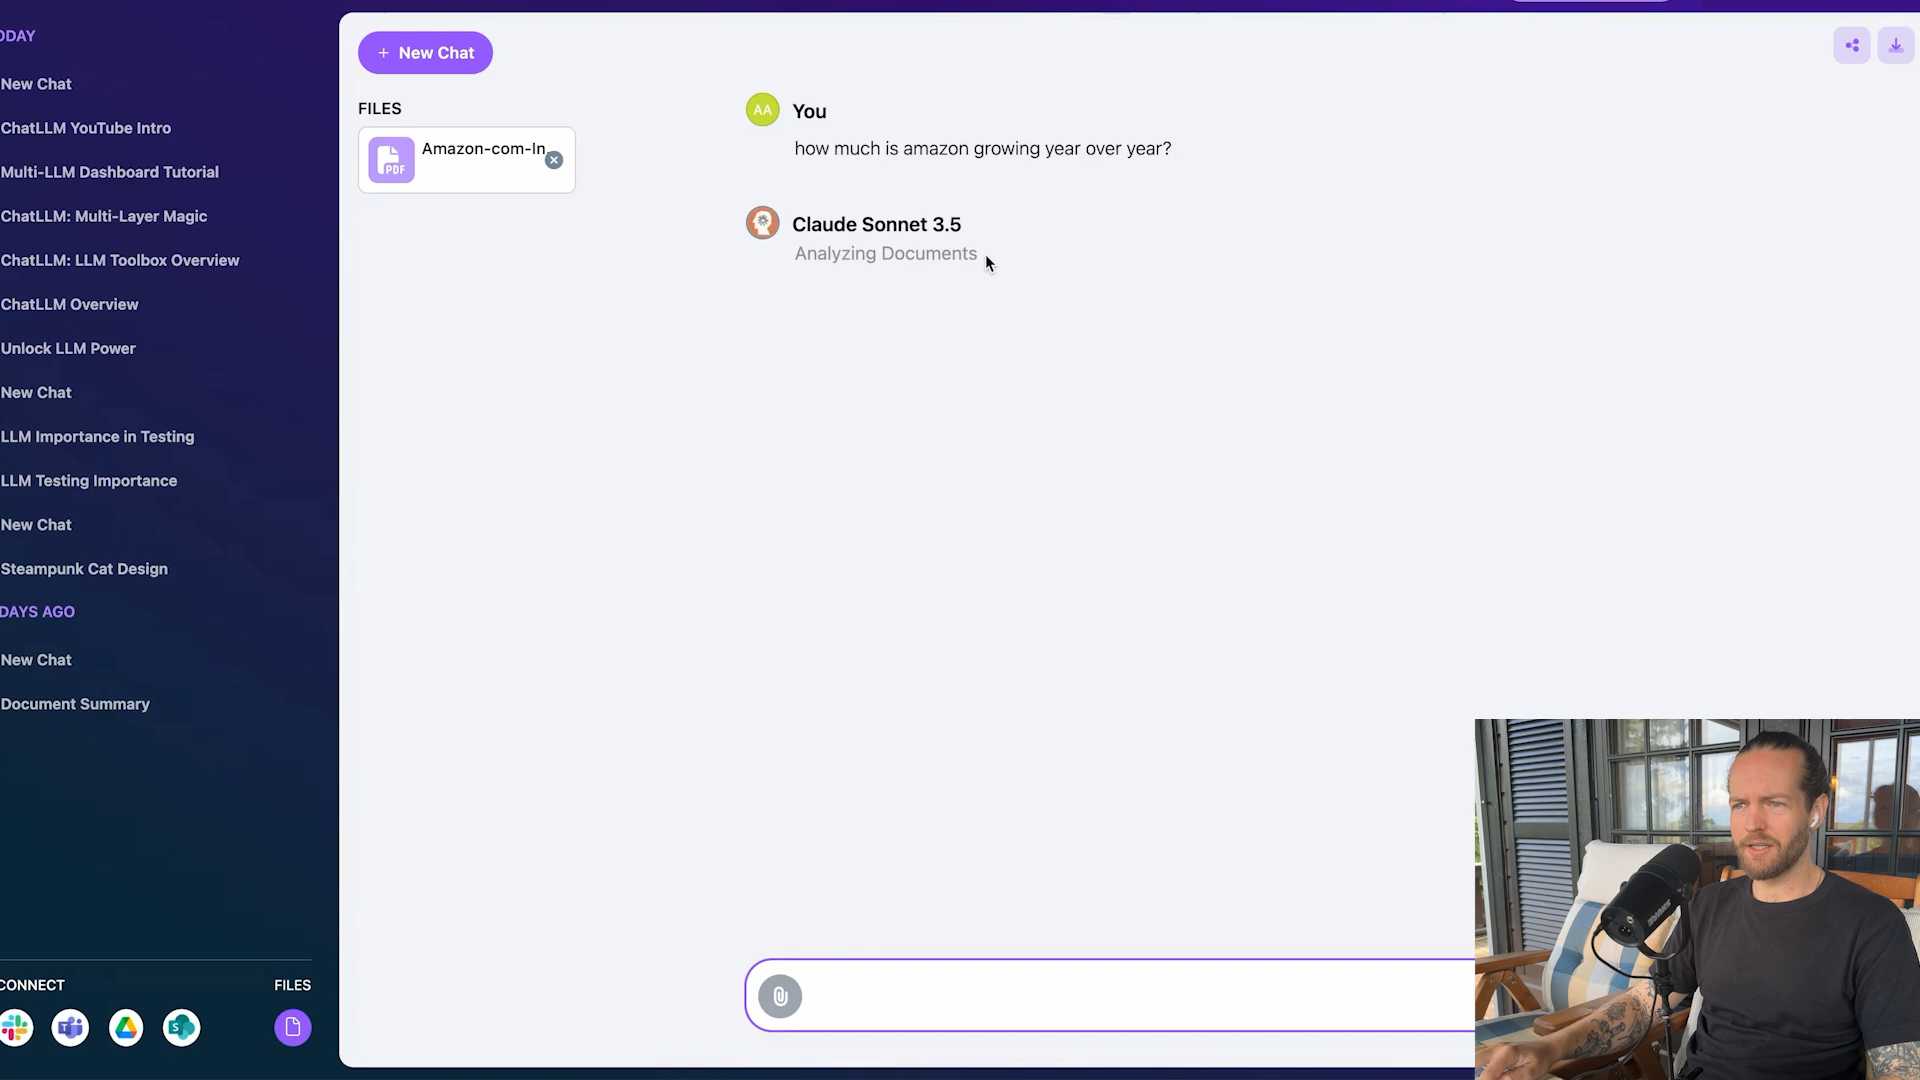 ODAY
New Chat
ChatLLM YouTube Intro
Multi-LLM Dashboard Tutorial
ChatLLM: Multi-Layer Magic
ChatLLM: LLM Toolbox Overview
ChatLLM Overview
Unlock LLM Power
New Chat
LLM Importance in Testing
LLM Testing Importance
New Chat
Steampunk Cat Design
DAYS AGO
New Chat
Document Summary
CONNECT
FILES
+ New Chat
FILES
PDF
Amazon-com-In
AA
You
how much is amazon growing year over year?
Claude Sonnet 3.5
Analyzing Documents